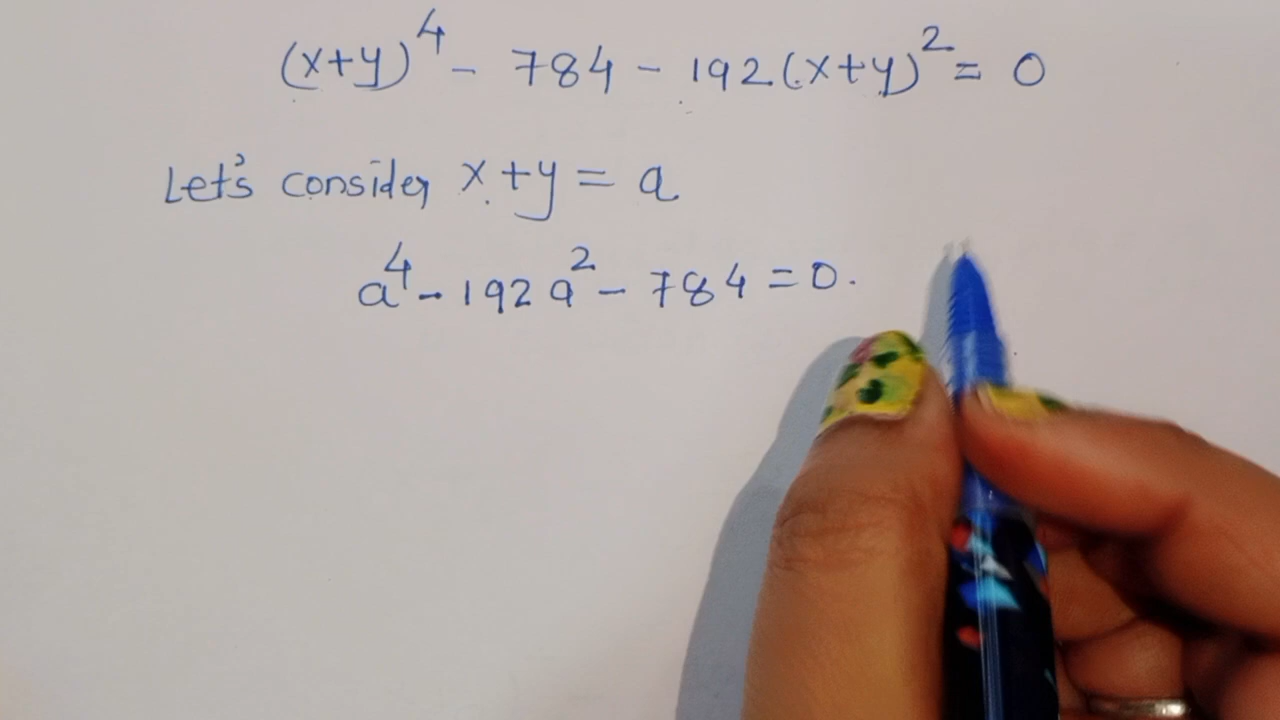 (x+y)⁴ - 784 - 192(x+y)² = 0
Let's consider x+y = a
a⁴ - 192a² - 784 = 0.